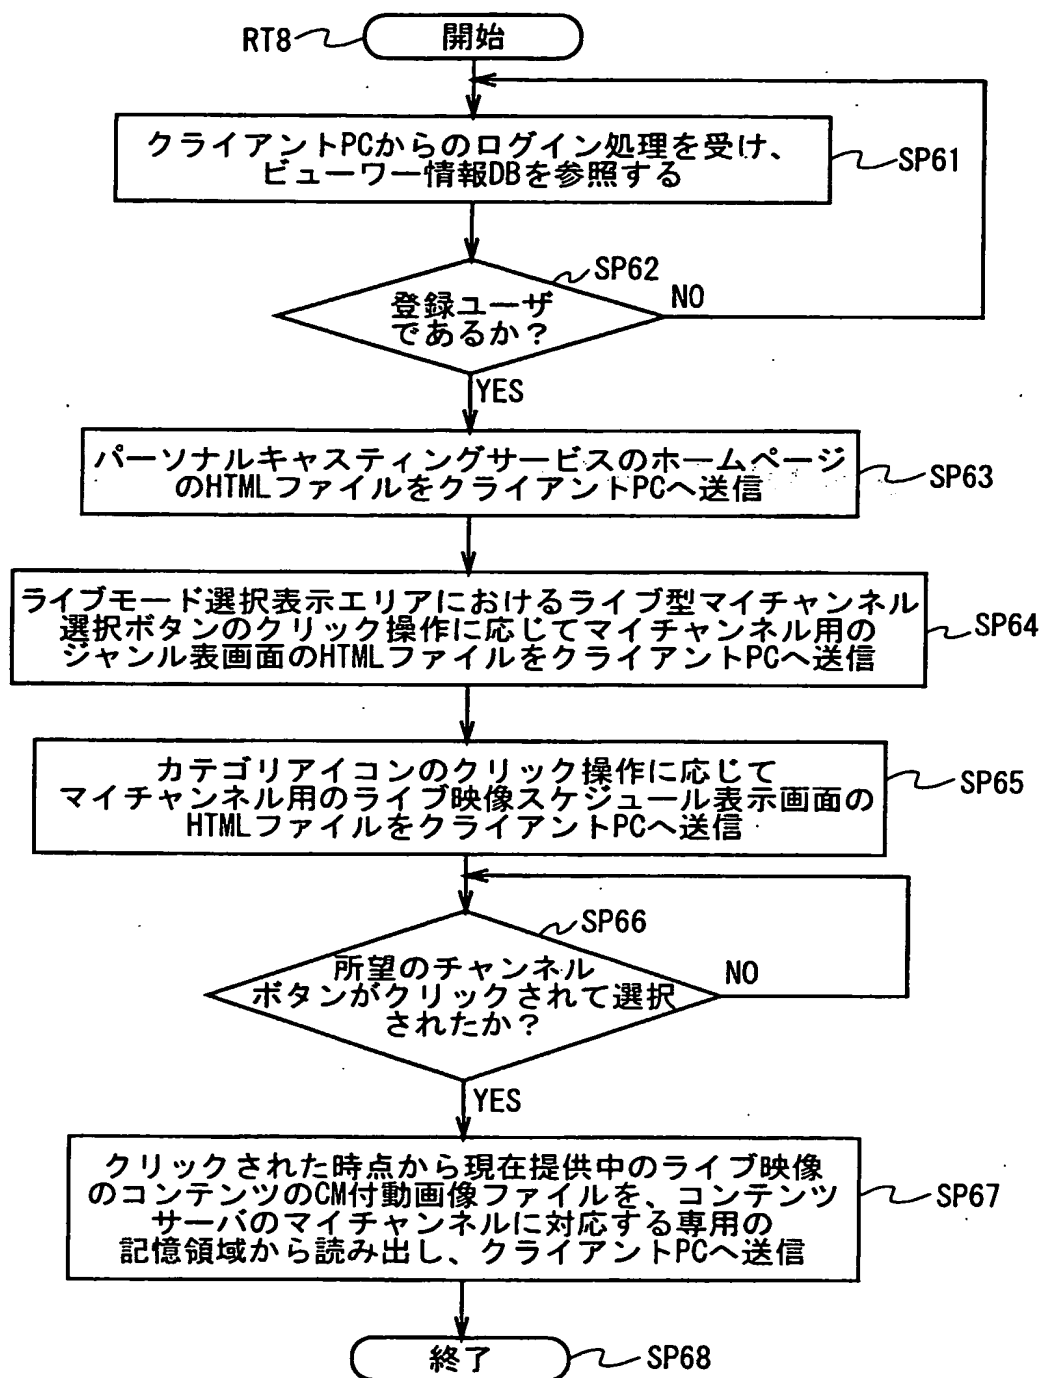 RT8
開始
クライアントPCからのログイン処理を受け、
ビューワー情報DBを参照する
SP61
SP62
登録ユーザ
であるか?
NO
YES
パーソナルキャスティングサービスのホームページ
のHTMLファイルをクライアントPCへ送信
SP63
ライブモード選択表示エリアにおけるライブ型マイチャンネル
選択ボタンのクリック操作に応じてマイチャンネル用の
ジャンル表画面のHTMLファイルをクライアントPCへ送信
SP64
カテゴリアイコンのクリック操作に応じて
マイチャンネル用のライブ映像スケジュール表示画面の
HTMLファイルをクライアントPCへ送信
SP65
SP66
所望のチャンネル
ボタンがクリックされて選択
されたか?
NO
YES
クリックされた時点から現在提供中のライブ映像
のコンテンツのCM付動画像ファイルを、コンテンツ
サーバのマイチャンネルに対応する専用の
記憶領域から読み出し、クライアントPCへ送信
SP67
終了
SP68